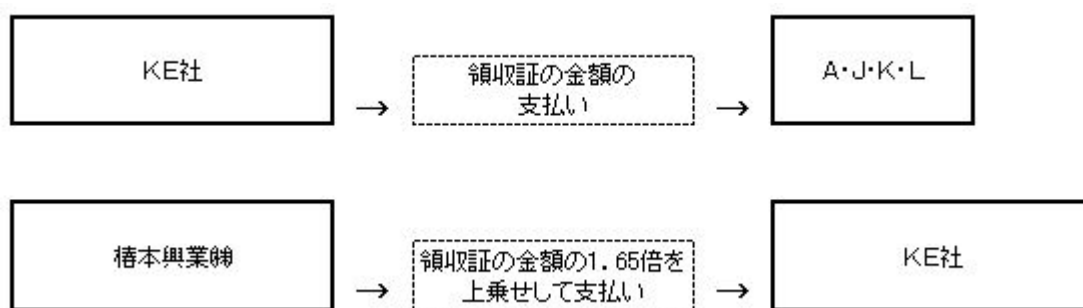 KE社
→
領収証の金額の
支払い
→
A・J・K・L
椿本興業㈱
→
領収証の金額の1.65倍を
上乗せして支払い
→
KE社